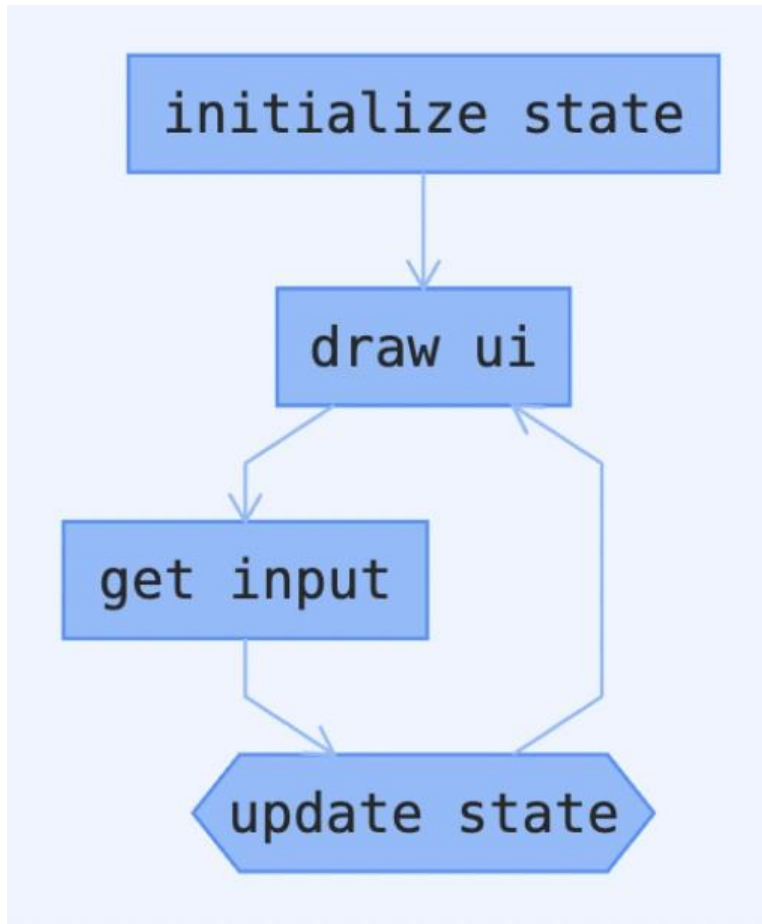 initialize state
draw ui
get input
update state